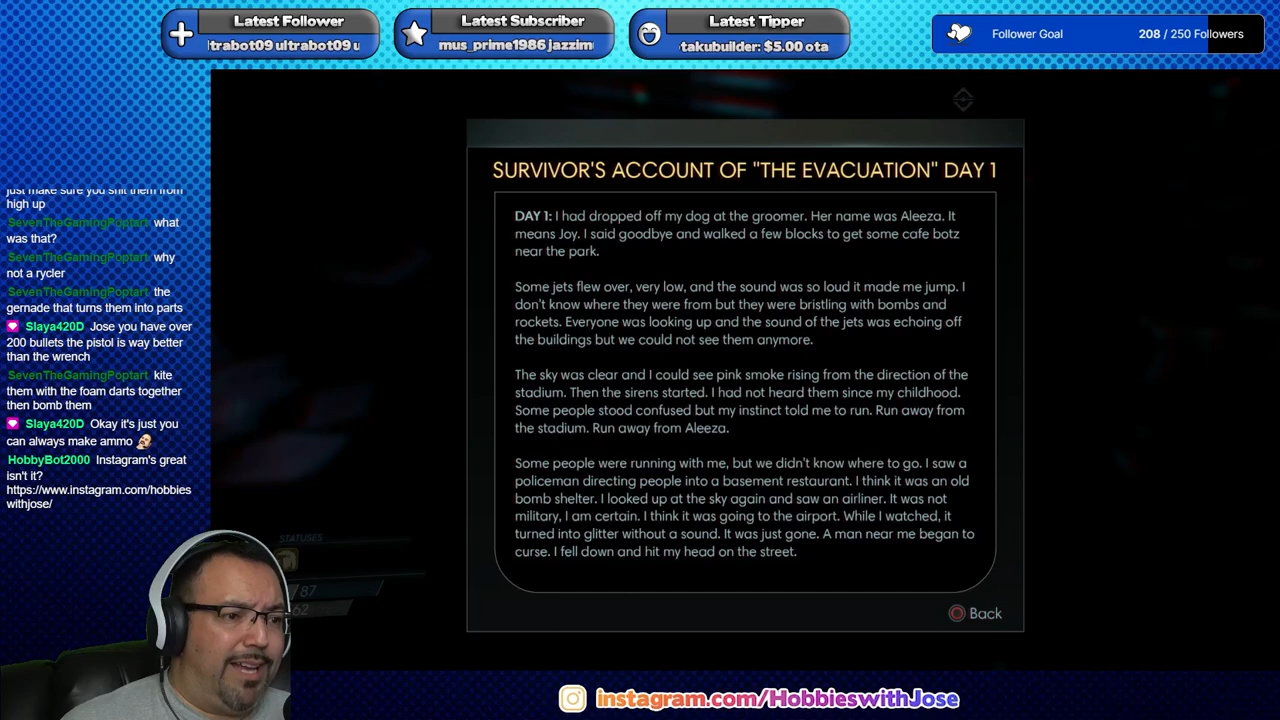 Latest Follower
ltrabot09 ultrabot09 u
Latest Subscriber
mus_prime1986 jazzim
Latest Tipper
takubuilder: $5.00 ota
Follower Goal
208 / 250 Followers
just make sure you shit them from
high up
SevenTheGamingPoptart what
was that?
SevenTheGamingPoptart why
not a rycler
SevenTheGamingPoptart the
gernade that turns them into parts
Slaya420D Jose you have over
200 bullets the pistol is way better
than the wrench
SevenTheGamingPoptart kite
them with the foam darts together
then bomb them
Slaya420D Okay it's just you
can always make ammo
HobbyBot2000 Instagram's great
isn't it?
https://www.instagram.com/hobbies
withjose/
SURVIVOR'S ACCOUNT OF "THE EVACUATION" DAY 1
DAY 1: I had dropped off my dog at the groomer. Her name was Aleeza. It
means Joy. I said goodbye and walked a few blocks to get some cafe botz
near the park.
Some jets flew over, very low, and the sound was so loud it made me jump. I
don't know where they were from but they were bristling with bombs and
rockets. Everyone was looking up and the sound of the jets was echoing off
the buildings but we could not see them anymore.
The sky was clear and I could see pink smoke rising from the direction of the
stadium. Then the sirens started. I had not heard them since my childhood.
Some people stood confused but my instinct told me to run. Run away from
the stadium. Run away from Aleeza.
Some people were running with me, but we didn't know where to go. I saw a
policeman directing people into a basement restaurant. I think it was an old
bomb shelter. I looked up at the sky again and saw an airliner. It was not
military, I am certain. I think it was going to the airport. While I watched, it
turned into glitter without a sound. It was just gone. A man near me began to
curse. I fell down and hit my head on the street.
Back
STATUSES
87
62
instagram.com/HobbieswithJose